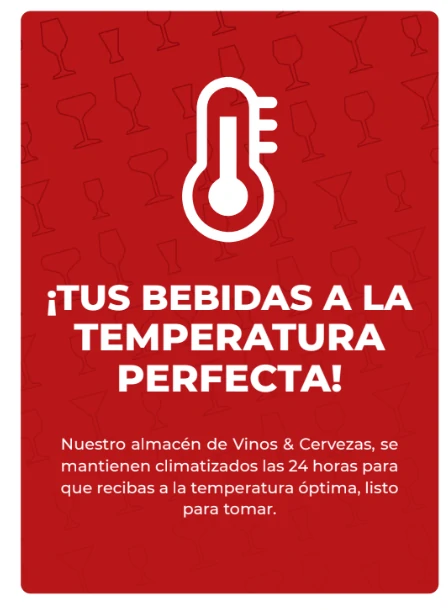 ¡TUS BEBIDAS A LA
TEMPERATURA
PERFECTA!
Nuestro almacén de Vinos & Cervezas, se
mantienen climatizados las 24 horas para
que recibas a la temperatura óptima, listo
para tomar.